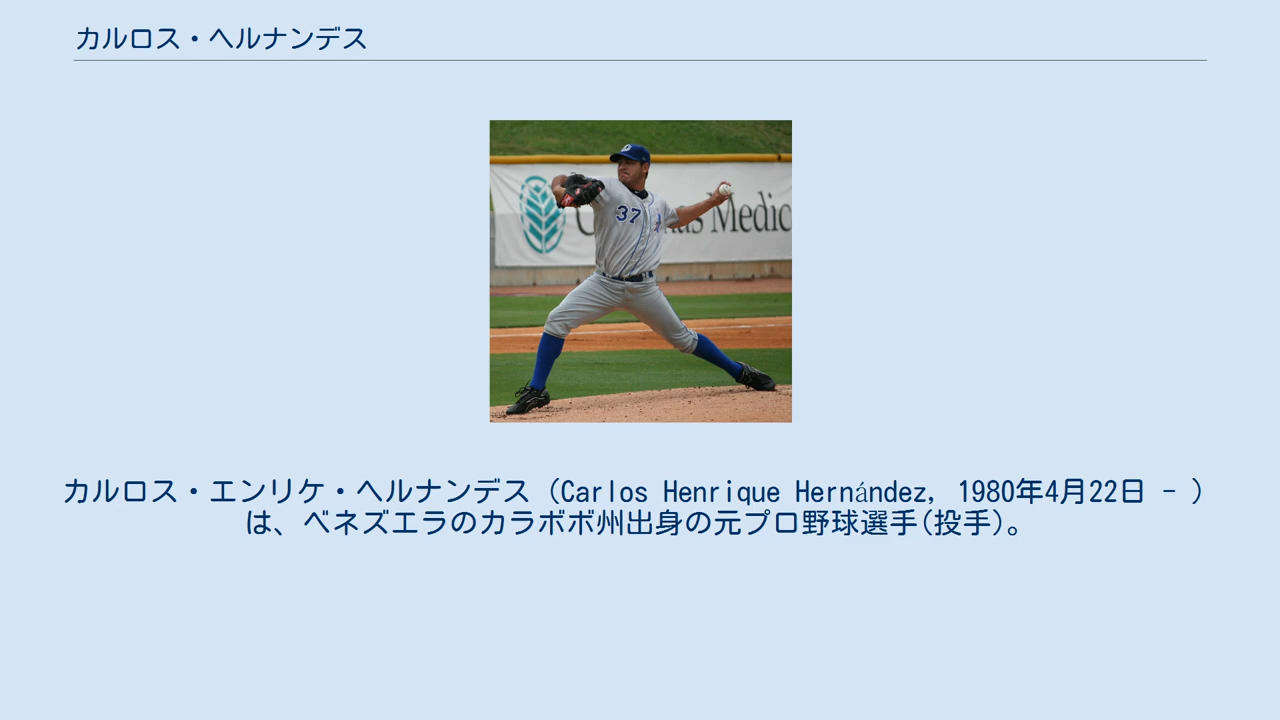 カルロス・ヘルナンデス
37
Medic
カルロス・エンリケ・ヘルナンデス（Carlos Henrique Hernández, 1980年4月22日 - ）
は、ベネズエラのカラボボ州出身の元プロ野球選手(投手)。